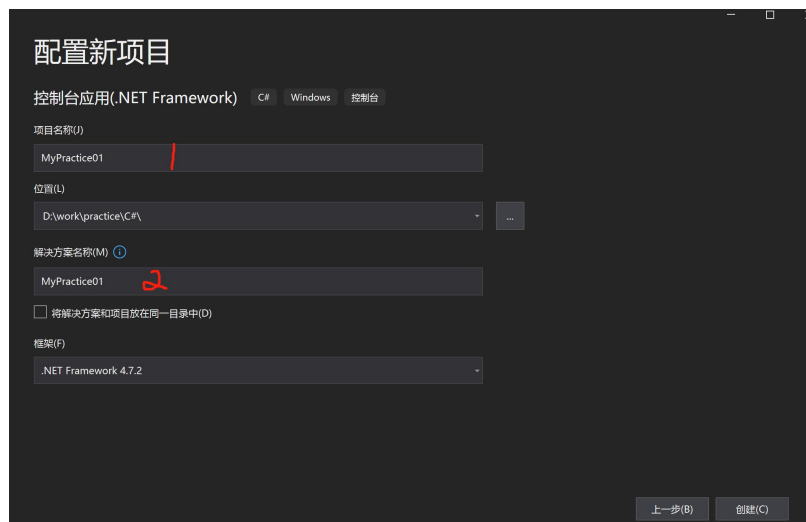 配置新项目
控制台应用(.NET Framework) C# Windows 控制台
项目名称(J)
MyPractice01 1
位置(L)
D:\work\practice\C#\ ...
解决方案名称(M)
MyPractice01 2
将解决方案和项目放在同一目录中(D)
框架(F)
.NET Framework 4.7.2
上一步(B) 创建(C)